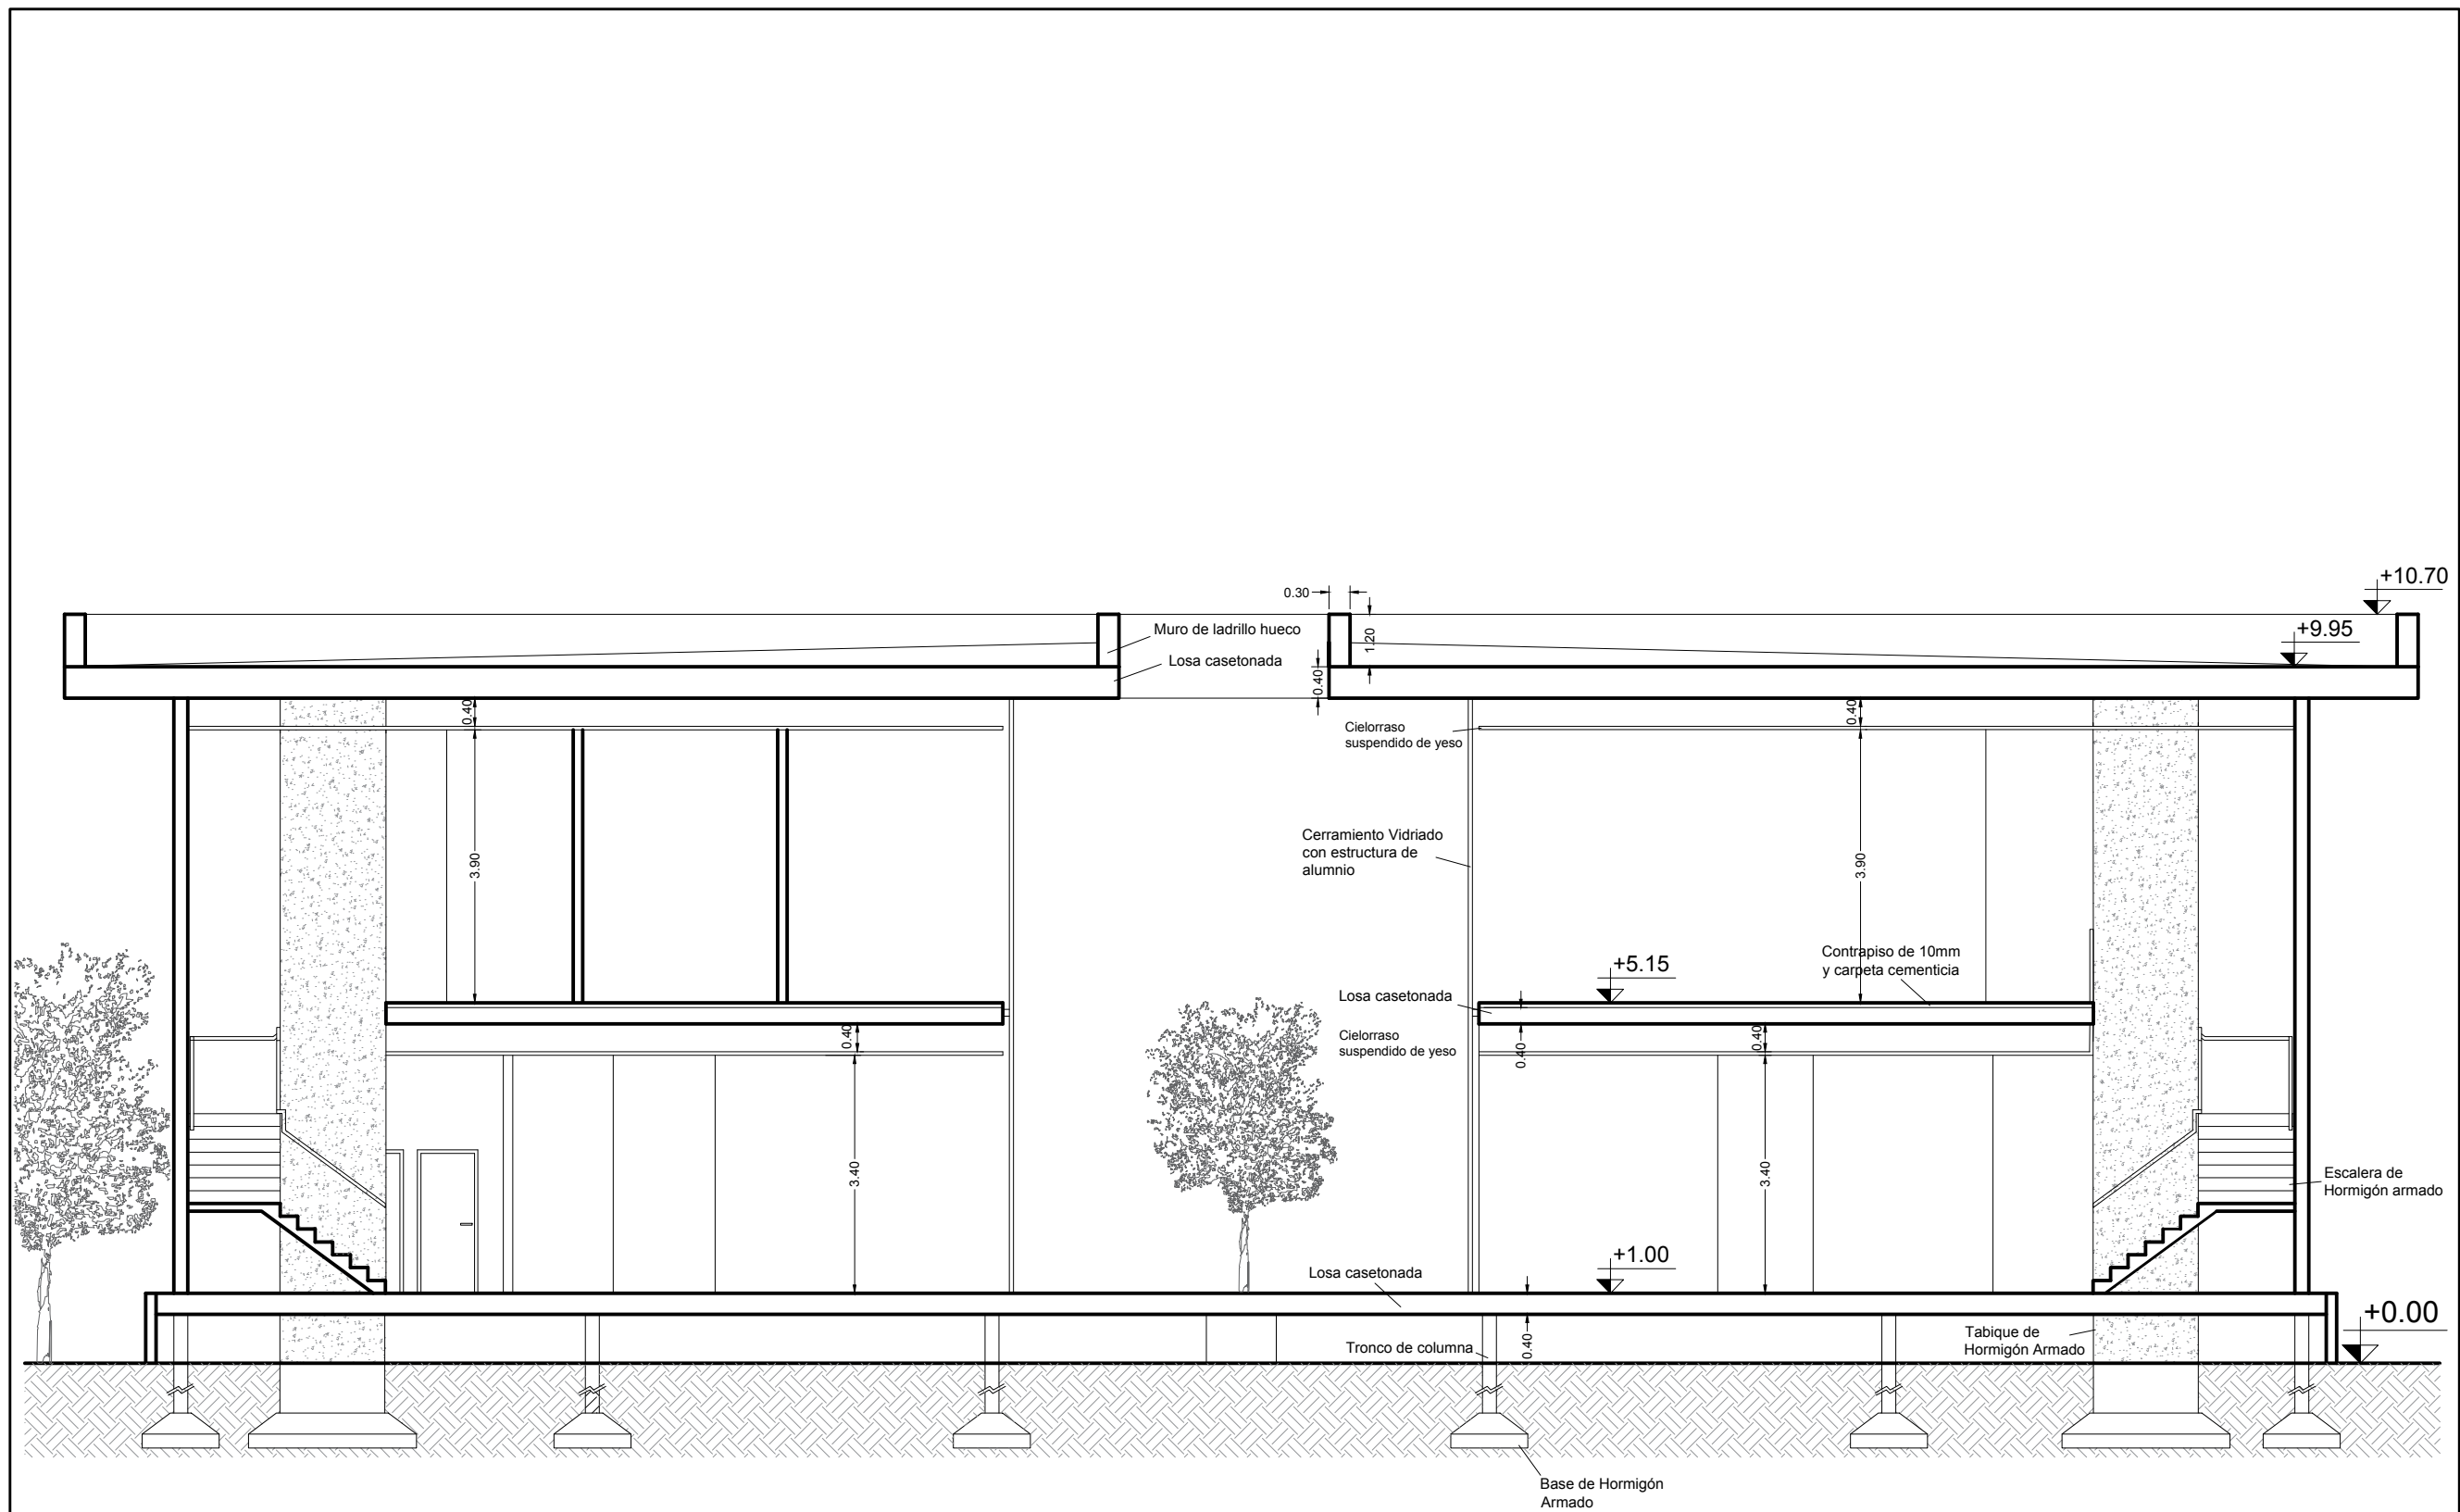 +10.70
0.30
+9.95
Muro de ladrillo hueco
1.20
Losa casetonada
0.40
0.40
0.40
Cielorraso
suspendido de yeso
3.90
Cerramiento Vidriado
con estructura de
alumnio
3.90
Contrapiso de 10mm
y carpeta cementicia
+5.15
Losa casetonada
0.40
Cielorraso
suspendido de yeso
0.40
0.40
3.40
3.40
Escalera de
Hormigón armado
+1.00
Losa casetonada
+0.00
Tronco de columna
0.40
Tabique de
Hormigón Armado
Base de Hormigón
Armado